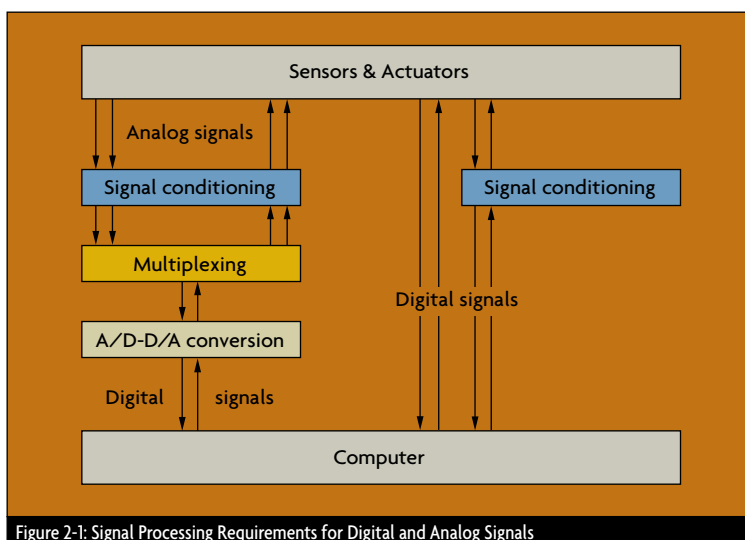 Sensors & Actuators
Analog signals
Signal conditioning
Signal conditioning
Multiplexing
Digital signals
A/D-D/A conversion
Digital signals
Computer
Figure 2-1: Signal Processing Requirements for Digital and Analog Signals